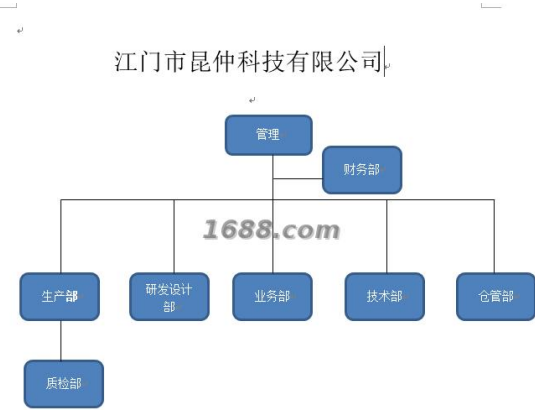 江门市昆仲科技有限公司
管理
财务部
1688.com
生产部
研发设计
部
业务部
技术部
仓管部
质检部